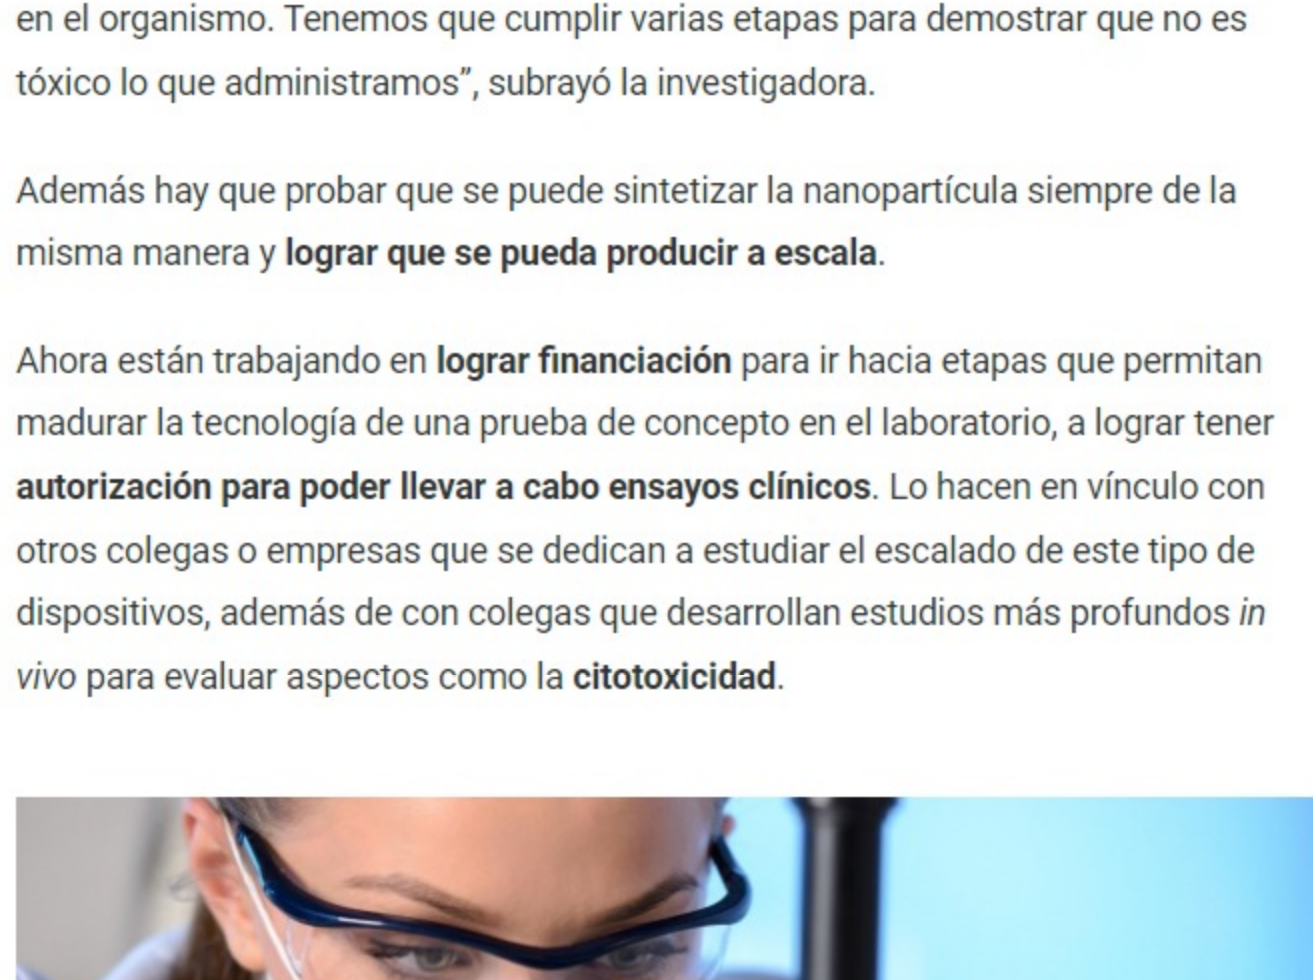 en el organismo. Tenemos que cumplir varias etapas para demostrar que no es
tóxico lo que administramos”, subrayó la investigadora.
Además hay que probar que se puede sintetizar la nanopartícula siempre de la
misma manera y lograr que se pueda producir a escala.
Ahora están trabajando en lograr financiación para ir hacia etapas que permitan
madurar la tecnología de una prueba de concepto en el laboratorio, a lograr tener
autorización para poder llevar a cabo ensayos clínicos. Lo hacen en vínculo con
otros colegas o empresas que se dedican a estudiar el escalado de este tipo de
dispositivos, además de con colegas que desarrollan estudios más profundos in
vivo para evaluar aspectos como la citotoxicidad.